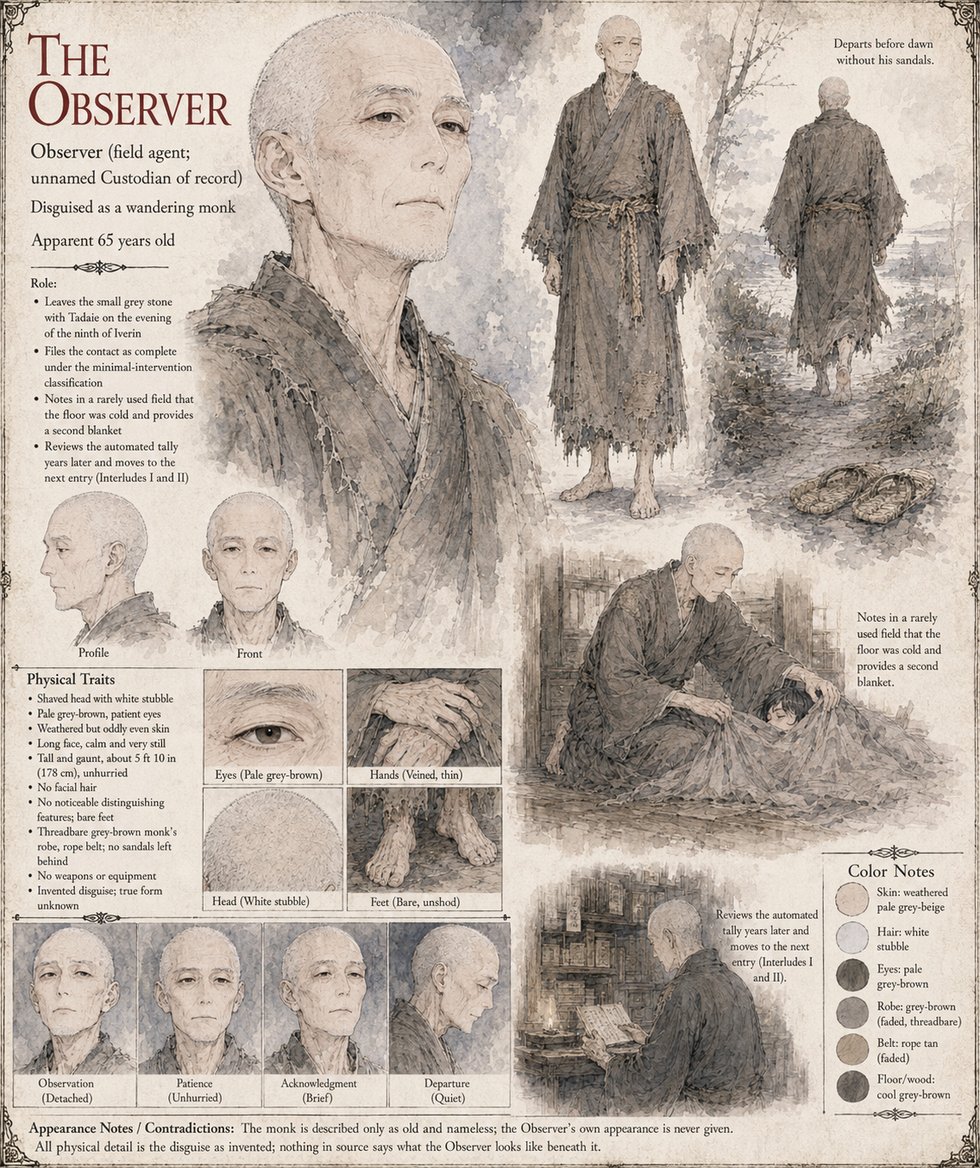 THE
OBSERVER
Observer (field agent;
unnamed Custodian of record)
Disguised as a wandering monk
Apparent 65 years old
Role:
• Leaves the small grey stone
with Tadaie on the evening
of the ninth of Iverin
• Files the contact as complete
under the minimal-intervention
classification
• Notes in a rarely used field that
the floor was cold and provides
a second blanket
• Reviews the automated tally
years later and moves to the
next entry (Interludes I and II)
Departs before dawn
without his sandals.
Profile
Front
Notes in a rarely
used field that the
floor was cold and
provides a second
blanket.
Physical Traits
• Shaved head with white stubble
• Pale grey-brown, patient eyes
• Weathered but oddly even skin
• Long face, calm and very still
• Tall and gaunt, about 5 ft 10 in
(178 cm), unhurried
• No facial hair
• No noticeable distinguishing
features; bare feet
• Threadbare grey-brown monk's
robe, rope belt; no sandals left
behind
• No weapons or equipment
• Invented disguise; true form
unknown
Eyes (Pale grey-brown)
Hands (Veined, thin)
Head (White stubble)
Feet (Bare, unshod)
Observation
(Detached)
Patience
(Unhurried)
Acknowledgment
(Brief)
Departure
(Quiet)
Reviews the automated
tally years later and
moves to the next
entry (Interludes I
and II).
Color Notes
Skin: weathered
pale grey-beige
Hair: white
stubble
Eyes: pale
grey-brown
Robe: grey-brown
(faded, threadbare)
Belt: rope tan
(faded)
Floor/wood:
cool grey-brown
Appearance Notes / Contradictions: The monk is described only as old and nameless; the Observer's own appearance is never given.
All physical detail is the disguise as invented; nothing in source says what the Observer looks like beneath it.